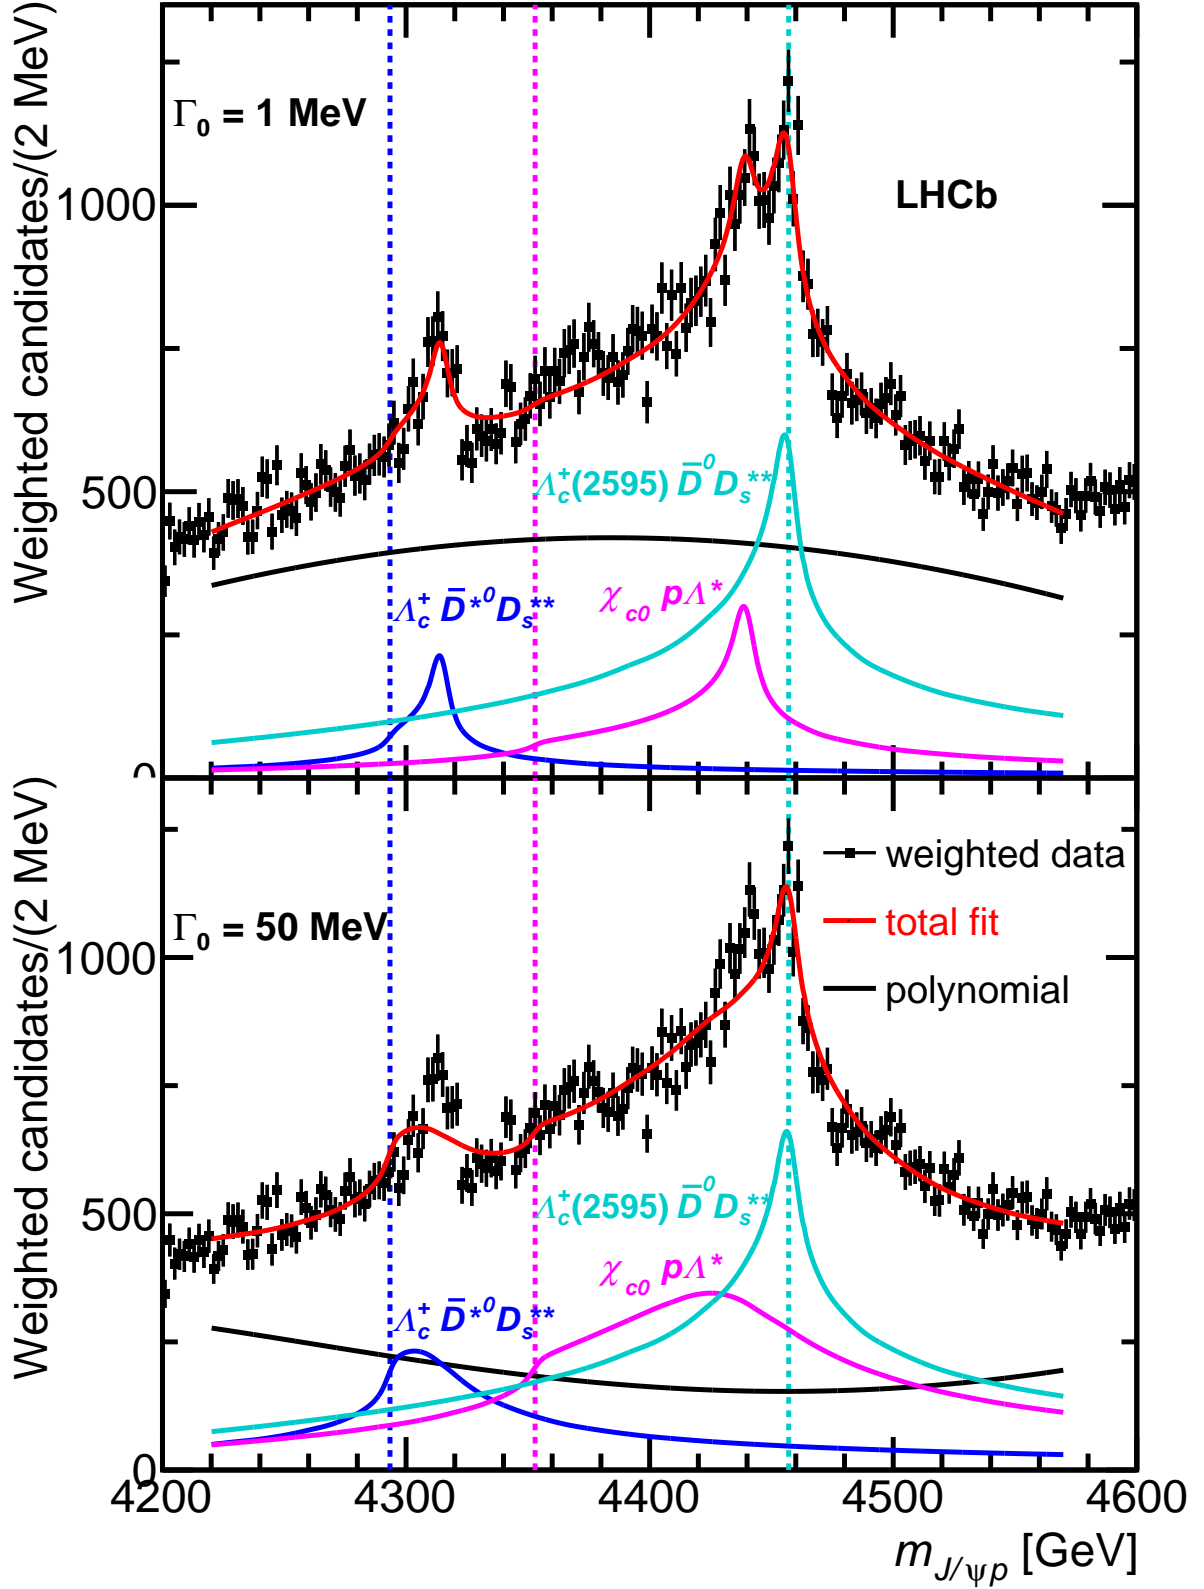 Weighted candidates/(2 MeV)
Γ₀ = 1 MeV
LHCb
1000
500
0
Λc⁺(2595) D̅⁰Dₛ**
χc0 pΛ*
Λc⁺ D̅*⁰Dₛ**
Weighted candidates/(2 MeV)
Γ₀ = 50 MeV
weighted data
total fit
polynomial
1000
500
0
Λc⁺(2595) D̅⁰Dₛ**
χc0 pΛ*
Λc⁺ D̅*⁰Dₛ**
4200 4300 4400 4500 4600
m J/ψp [GeV]